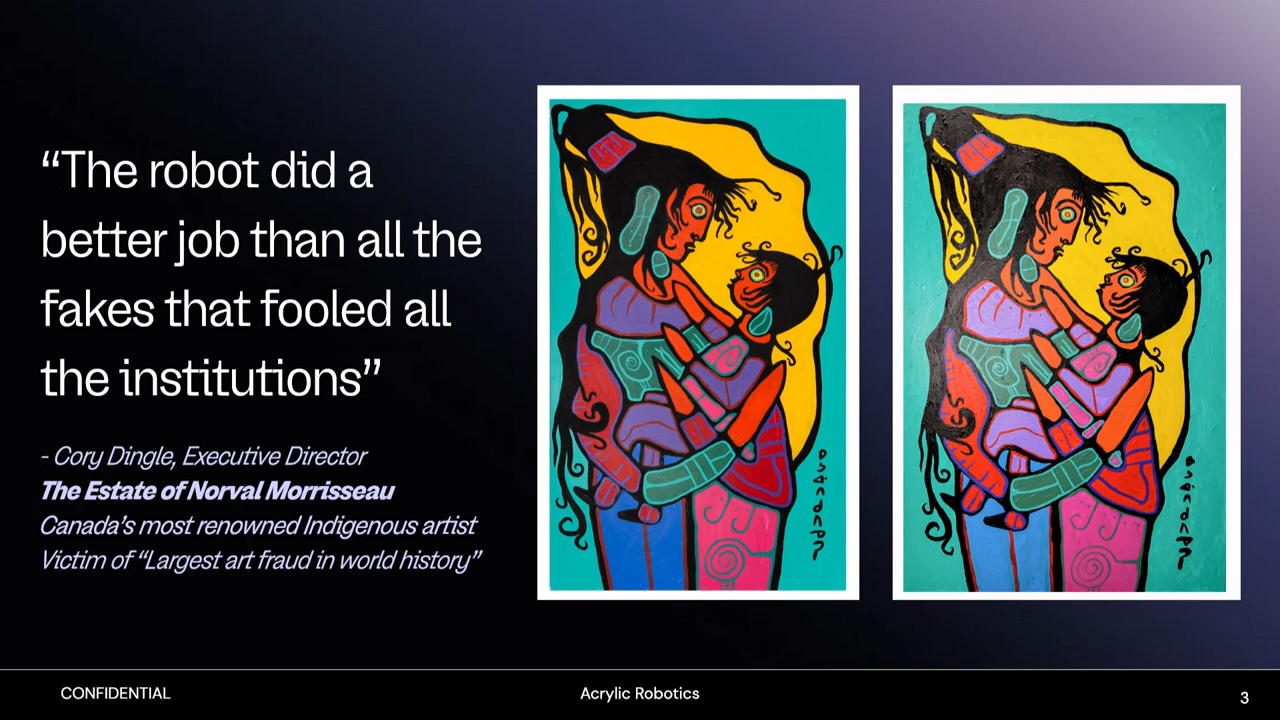 “The robot did a
better job than all the
fakes that fooled all
the institutions”
- Cory Dingle, Executive Director
The Estate of Norval Morrisseau
Canada’s most renowned Indigenous artist
Victim of “Largest art fraud in world history”
CONFIDENTIAL
Acrylic Robotics
3